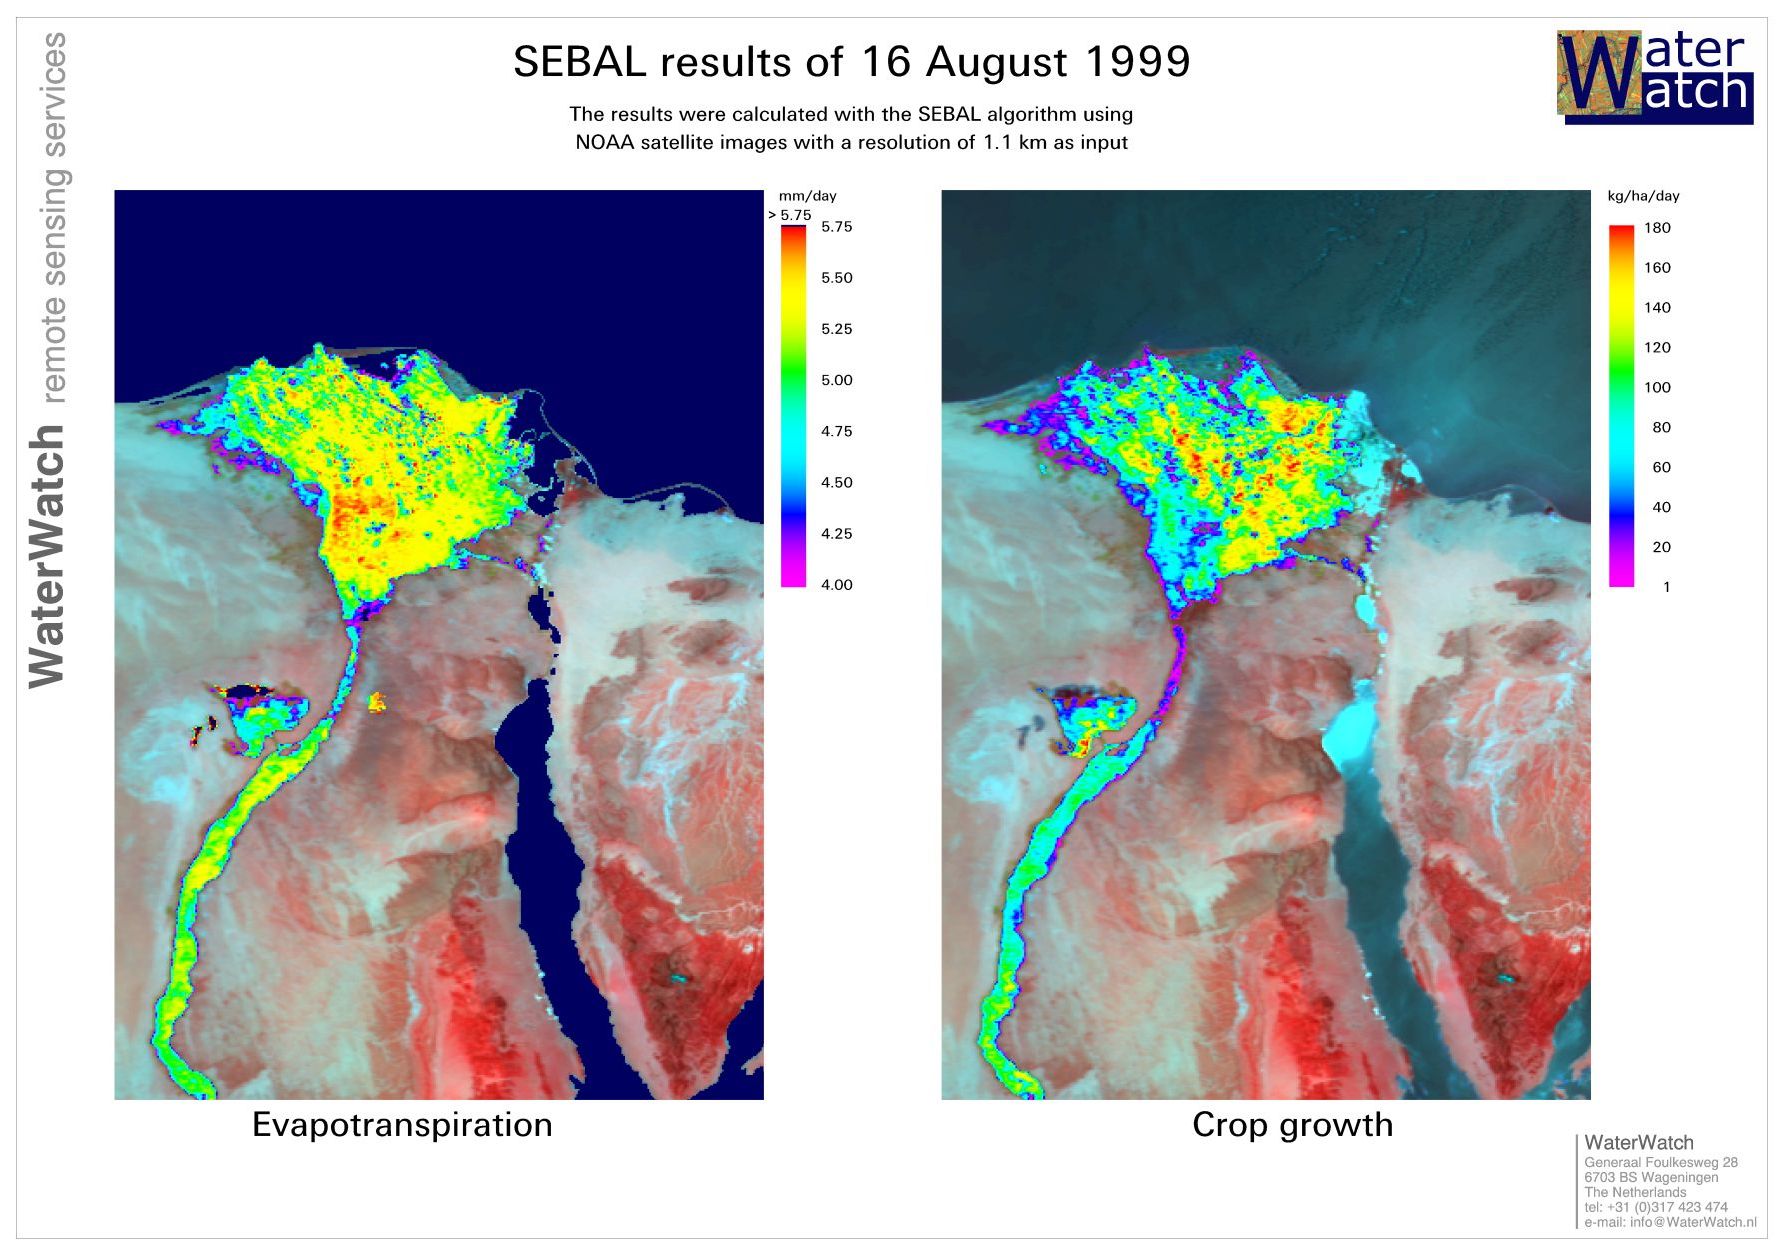 WaterWatch remote sensing services
SEBAL results of 16 August 1999
The results were calculated with the SEBAL algorithm using
NOAA satellite images with a resolution of 1.1 km as input
Water
Watch
mm/day
> 5.75
5.75
5.50
5.25
5.00
4.75
4.50
4.25
4.00
Evapotranspiration
kg/ha/day
180
160
140
120
100
80
60
40
20
1
Crop growth
WaterWatch
Generaal Foulkesweg 28
6703 BS Wageningen
The Netherlands
tel: +31 (0)317 423 474
e-mail: info@WaterWatch.nl